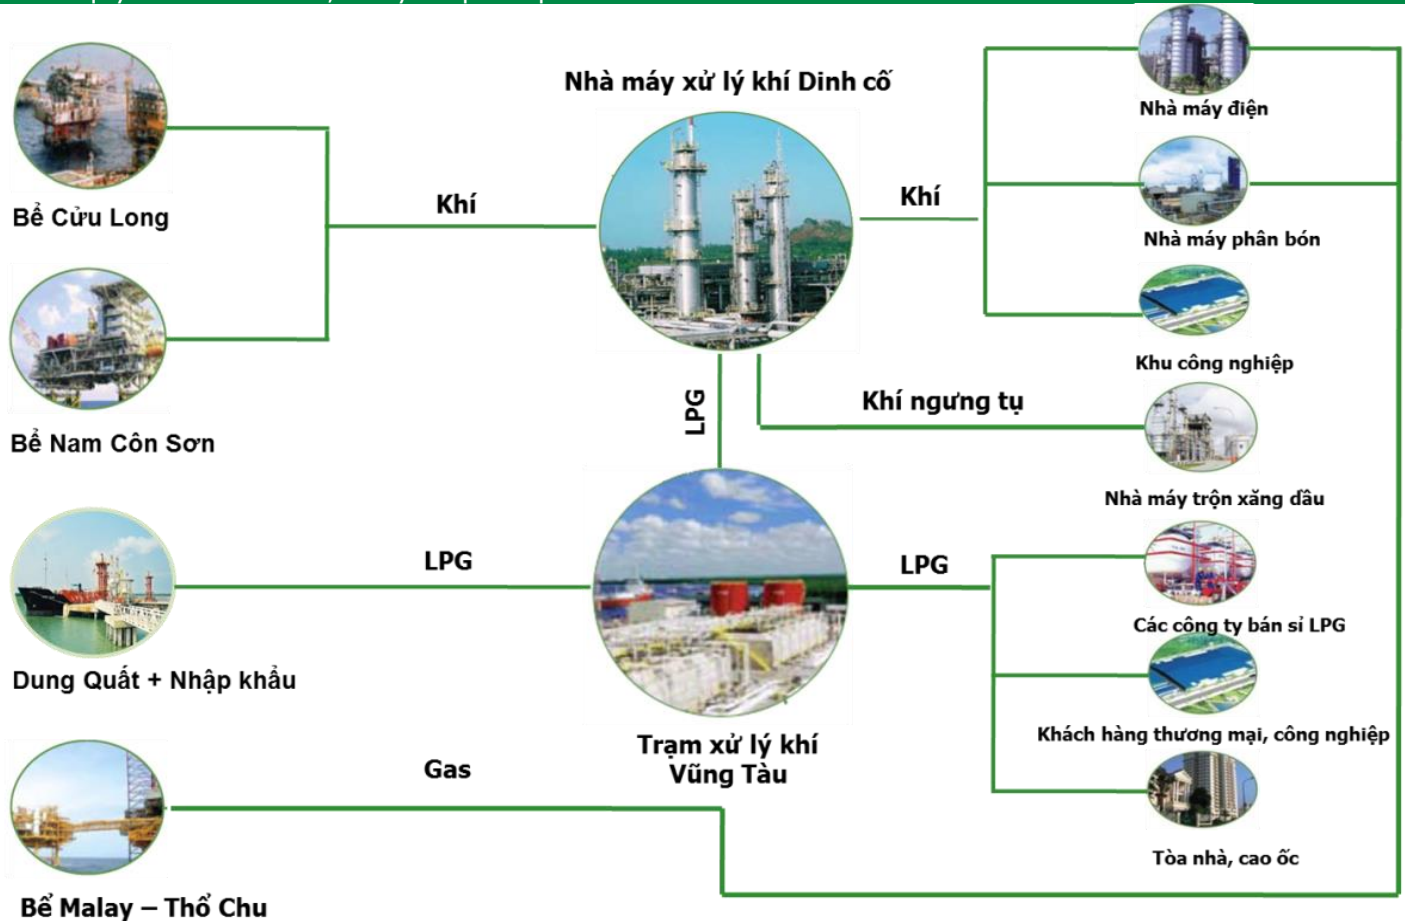 Nhà máy xử lý khí Dinh cố
Nhà máy điện
Bể Cửu Long
Khí
Khí
Nhà máy phân bón
Khu công nghiệp
Bể Nam Côn Sơn
LPG
Khí ngưng tụ
Nhà máy trộn xăng dầu
LPG
LPG
Các công ty bán sỉ LPG
Dung Quất + Nhập khẩu
Khách hàng thương mại, công nghiệp
Trạm xử lý khí
Vũng Tàu
Gas
Tòa nhà, cao ốc
Bể Malay – Thổ Chu